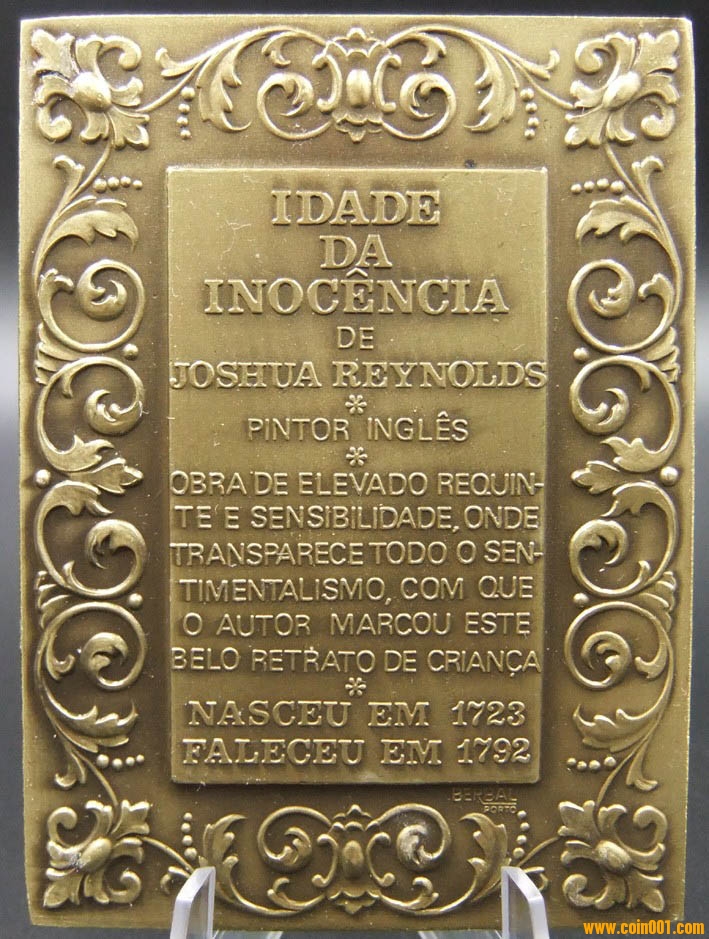 IDADE
DA
INOCÊNCIA
DE
JOSHUA REYNOLDS
*
PINTOR INGLÊS
*
OBRA DE ELEVADO REQUIN-
TE E SENSIBILIDADE, ONDE
TRANSPARECE TODO O SEN-
TIMENTALISMO, COM QUE
O AUTOR MARCOU ESTE
BELO RETRATO DE CRIANÇA
*
NASCEU EM 1723
FALECEU EM 1792
BERBAL
PORTO
www.coin001.com